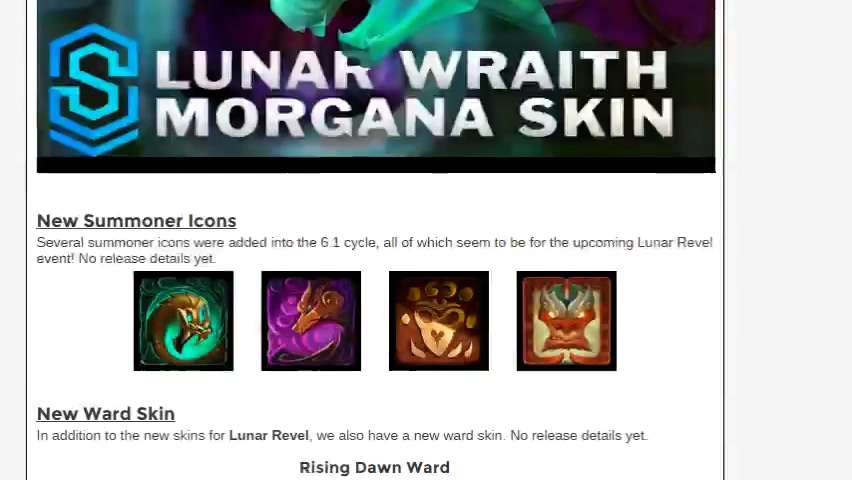 LUNAR WRAITH
MORGANA SKIN
New Summoner Icons
Several summoner icons were added into the 6.1 cycle, all of which seem to be for the upcoming Lunar Revel
event! No release details yet.
New Ward Skin
In addition to the new skins for Lunar Revel, we also have a new ward skin. No release details yet.
Rising Dawn Ward